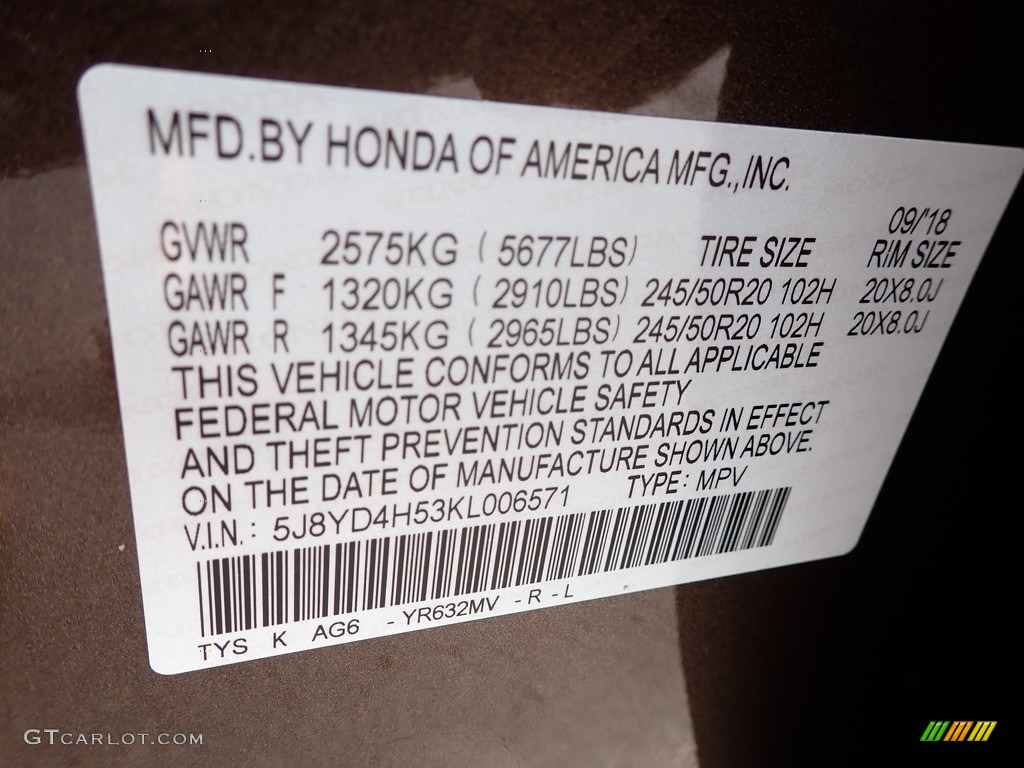 MFD.BY HONDA OF AMERICA MFG.,INC.
09/'18
GVWR 2575KG ( 5677LBS) TIRE SIZE RIM SIZE
GAWR F 1320KG ( 2910LBS) 245/50R20 102H 20X8.0J
GAWR R 1345KG ( 2965LBS) 245/50R20 102H 20X8.0J
THIS VEHICLE CONFORMS TO ALL APPLICABLE
FEDERAL MOTOR VEHICLE SAFETY
AND THEFT PREVENTION STANDARDS IN EFFECT
ON THE DATE OF MANUFACTURE SHOWN ABOVE.
V.I.N.: 5J8YD4H53KL006571 TYPE: MPV
TYS K AG6 -YR632MV -R-L
GTCARLOT.COM